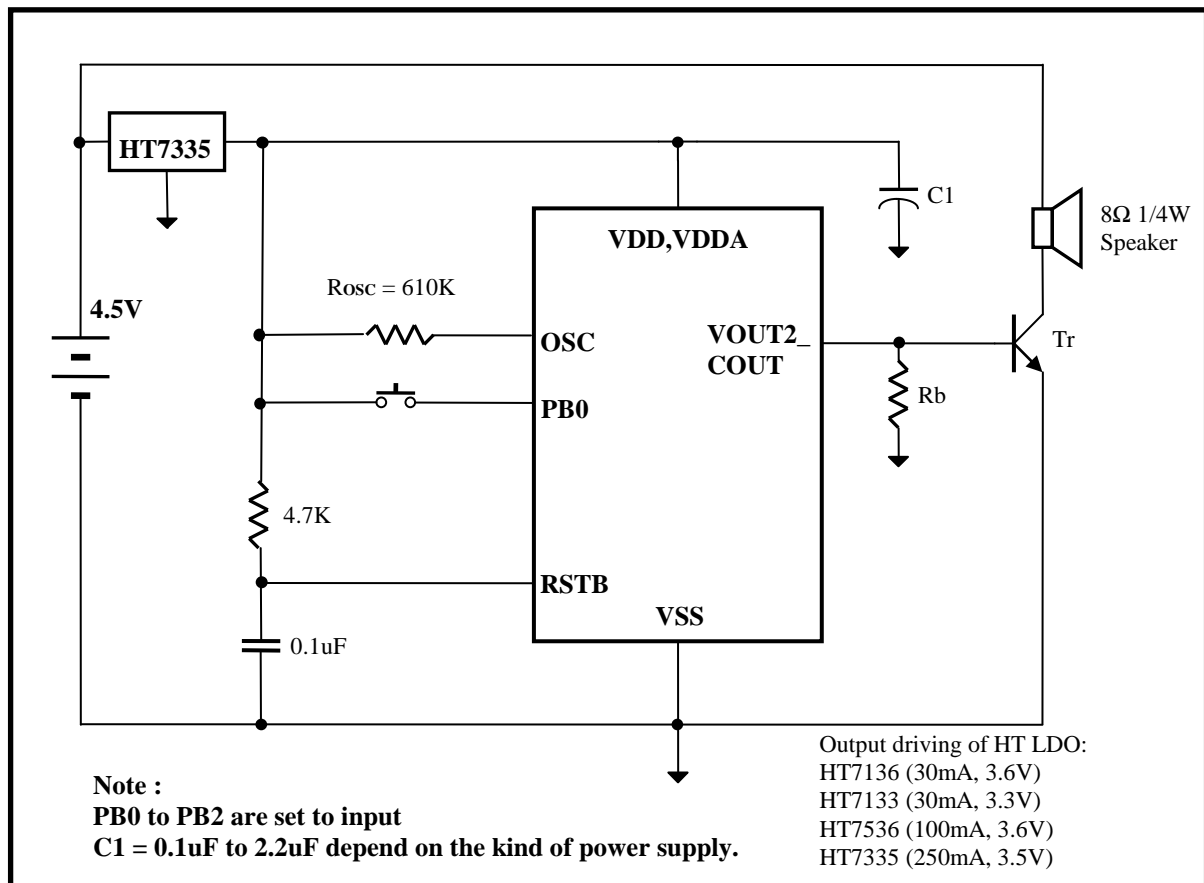 HT7335
C1
8Ω 1/4W
Speaker
VDD,VDDA
Rosc = 610K
4.5V
OSC
VOUT2_
COUT
Tr
PB0
Rb
4.7K
RSTB
VSS
0.1uF
Output driving of HT LDO:
HT7136 (30mA, 3.6V)
HT7133 (30mA, 3.3V)
HT7536 (100mA, 3.6V)
HT7335 (250mA, 3.5V)
Note :
PB0 to PB2 are set to input
C1 = 0.1uF to 2.2uF depend on the kind of power supply.